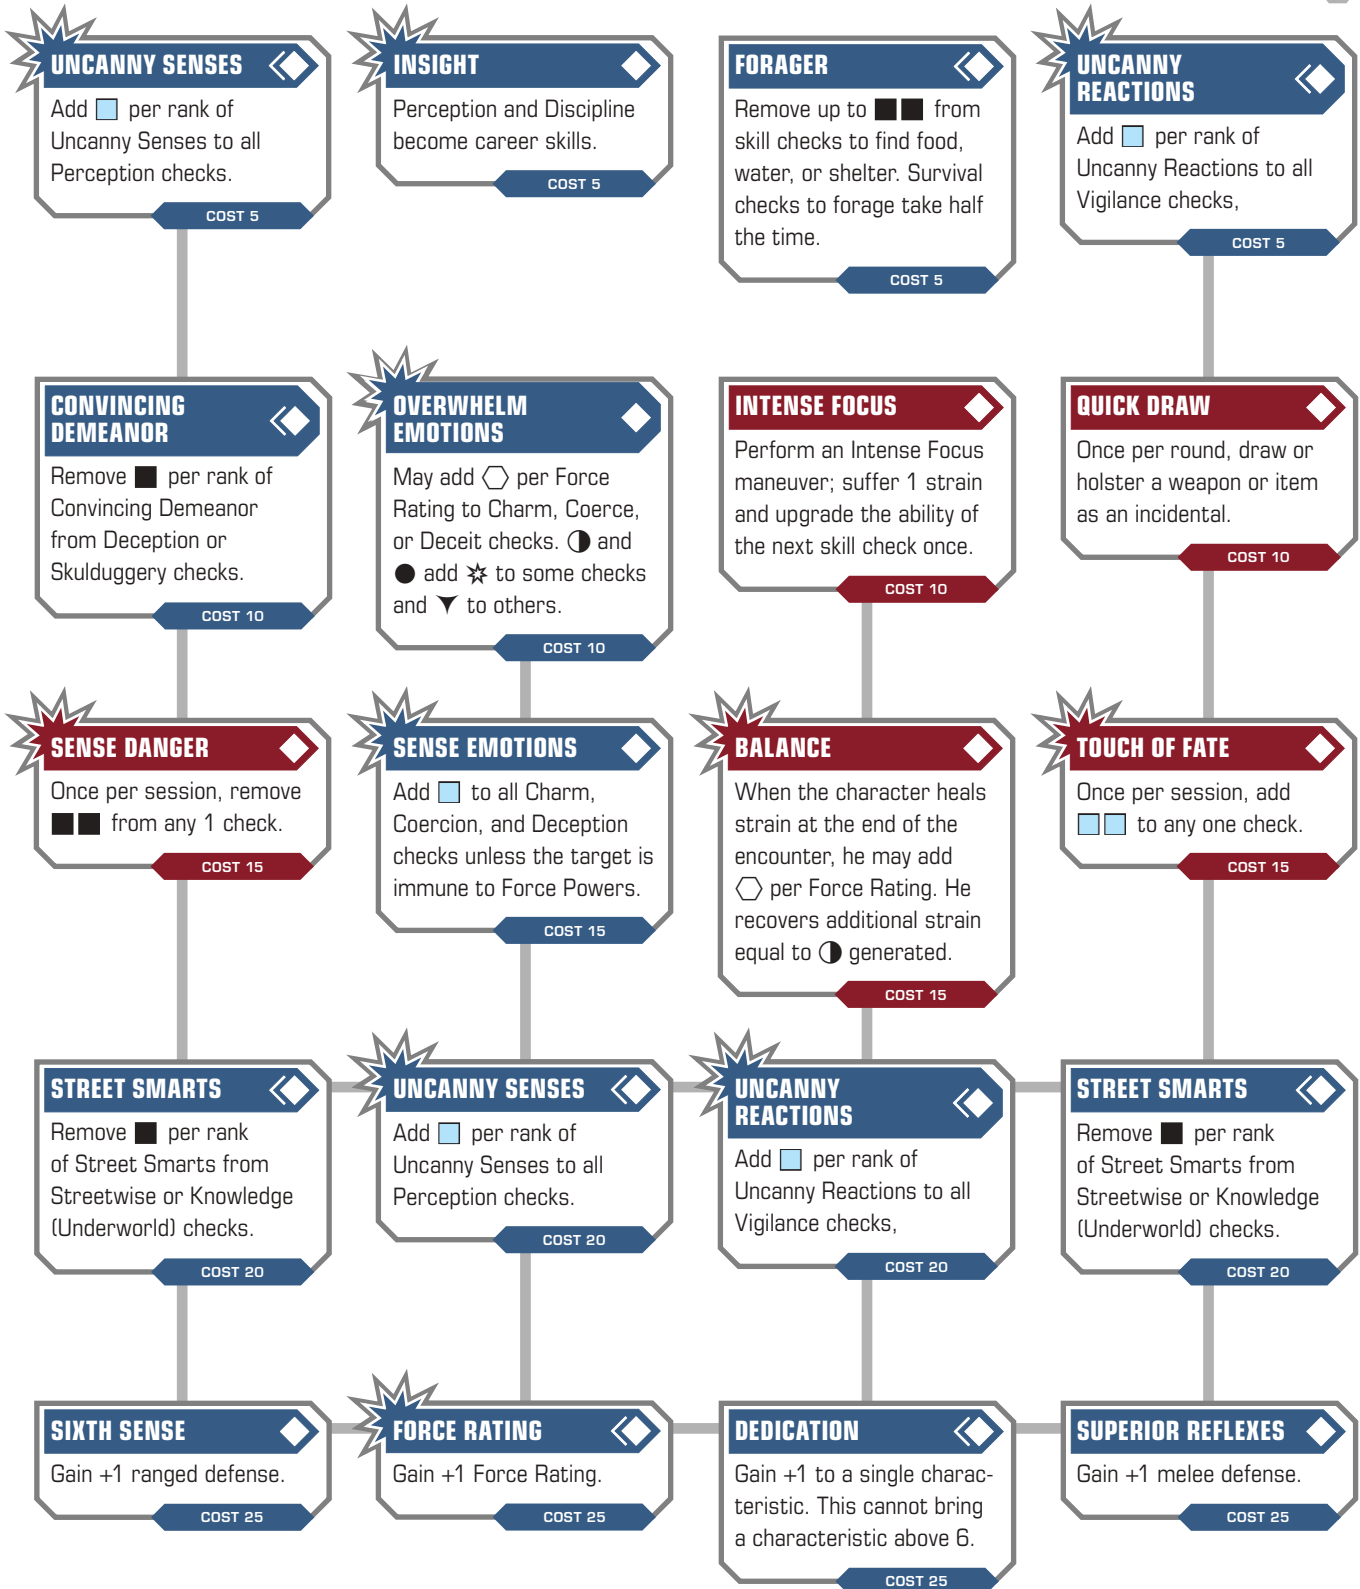 UNCANNY SENSES
Add per rank of
Uncanny Senses to all
Perception checks.
COST 5
INSIGHT
Perception and Discipline
become career skills.
COST 5
FORAGER
Remove up to from
skill checks to find food,
water, or shelter. Survival
checks to forage take half
the time.
COST 5
UNCANNY
REACTIONS
Add per rank of
Uncanny Reactions to all
Vigilance checks,
COST 5
CONVINCING
DEMEANOR
Remove per rank of
Convincing Demeanor
from Deception or
Skulduggery checks.
COST 10
OVERWHELM
EMOTIONS
May add per Force
Rating to Charm, Coerce,
or Deceit checks. and
add to some checks
and to others.
COST 10
INTENSE FOCUS
Perform an Intense Focus
maneuver; suffer 1 strain
and upgrade the ability of
the next skill check once.
COST 10
QUICK DRAW
Once per round, draw or
holster a weapon or item
as an incidental.
COST 10
SENSE DANGER
Once per session, remove
from any 1 check.
COST 15
SENSE EMOTIONS
Add to all Charm,
Coercion, and Deception
checks unless the target is
immune to Force Powers.
COST 15
BALANCE
When the character heals
strain at the end of the
encounter, he may add
per Force Rating. He
recovers additional strain
equal to generated.
COST 15
TOUCH OF FATE
Once per session, add
to any one check.
COST 15
STREET SMARTS
Remove per rank
of Street Smarts from
Streetwise or Knowledge
(Underworld) checks.
COST 20
UNCANNY SENSES
Add per rank of
Uncanny Senses to all
Perception checks.
COST 20
UNCANNY
REACTIONS
Add per rank of
Uncanny Reactions to all
Vigilance checks,
COST 20
STREET SMARTS
Remove per rank
of Street Smarts from
Streetwise or Knowledge
(Underworld) checks.
COST 20
SIXTH SENSE
Gain +1 ranged defense.
COST 25
FORCE RATING
Gain +1 Force Rating.
COST 25
DEDICATION
Gain +1 to a single charac-
teristic. This cannot bring
a characteristic above 6.
COST 25
SUPERIOR REFLEXES
Gain +1 melee defense.
COST 25